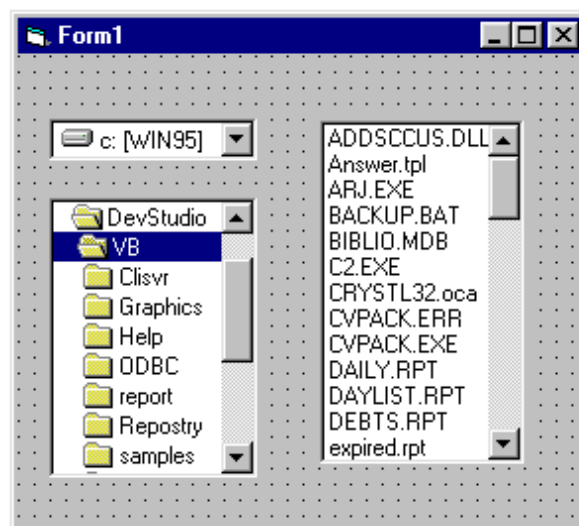 Form1
c: [WIN95]
DevStudio
VB
Clisvr
Graphics
Help
ODBC
report
Repostry
samples
ADDSCCUS.DLL
Answer.tpl
ARJ.EXE
BACKUP.BAT
BIBLIO.MDB
C2.EXE
CRYSTL32.oca
CVPACK.ERR
CVPACK.EXE
DAILY.RPT
DAYLIST.RPT
DEBTS.RPT
expired.rpt